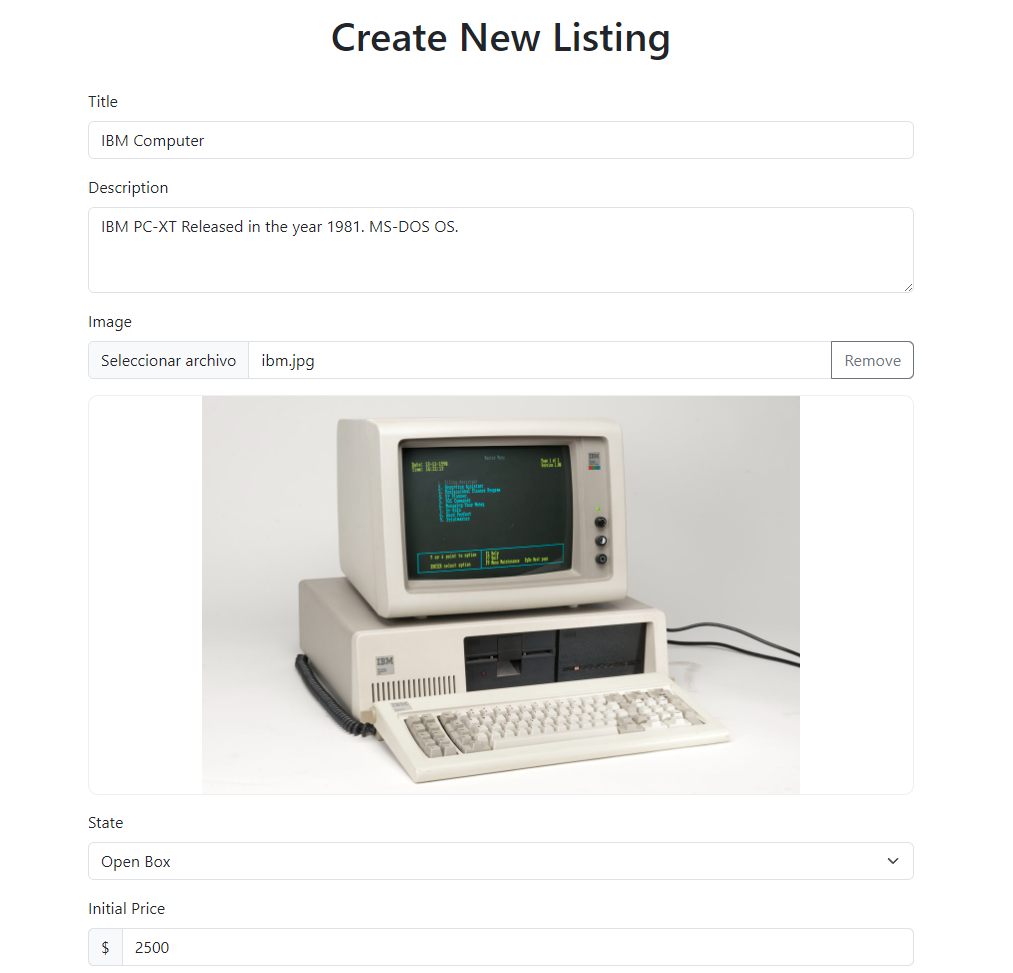 Create New Listing
Title
IBM Computer
Description
IBM PC-XT Released in the year 1981. MS-DOS OS.
Image
Seleccionar archivo
ibm.jpg
Remove
IBM
IBM
State
Open Box
Initial Price
$
2500